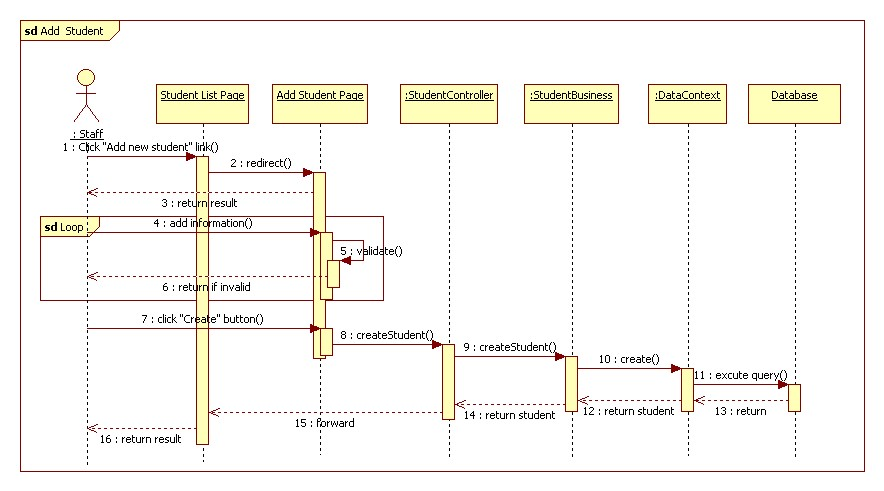 sd Add Student
Student List Page
Add Student Page
:StudentController
:StudentBusiness
:DataContext
Database
: Staff
1 : Click "Add new student" link()
2 : redirect()
3 : return result
sd Loop
4 : add information()
5 : validate()
6 : return if invalid
7 : click "Create" button()
8 : createStudent()
9 : createStudent()
10 : create()
11 : excute query()
12 : return student
13 : return
14 : return student
15 : forward
16 : return result